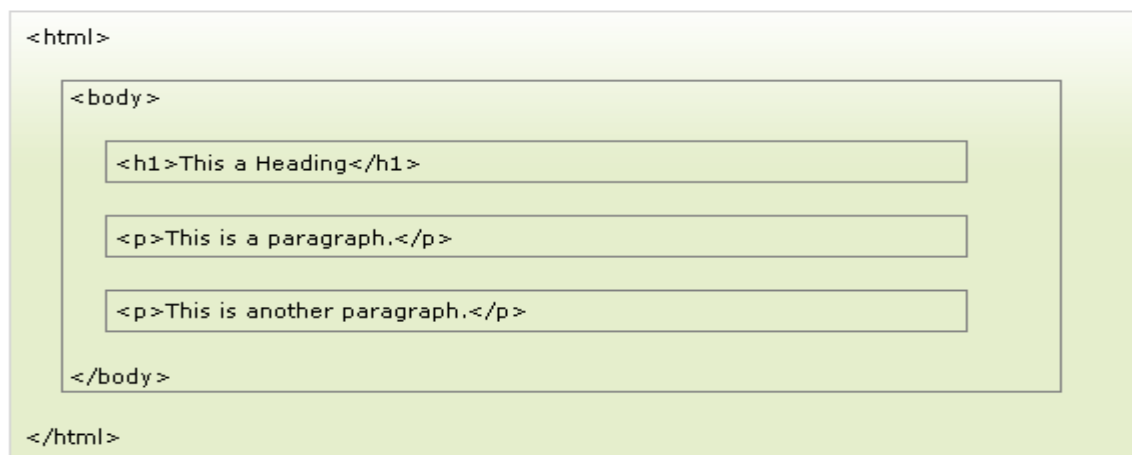 <html>
<body>
<h1>This a Heading</h1>
<p>This is a paragraph.</p>
<p>This is another paragraph.</p>
</body>
</html>